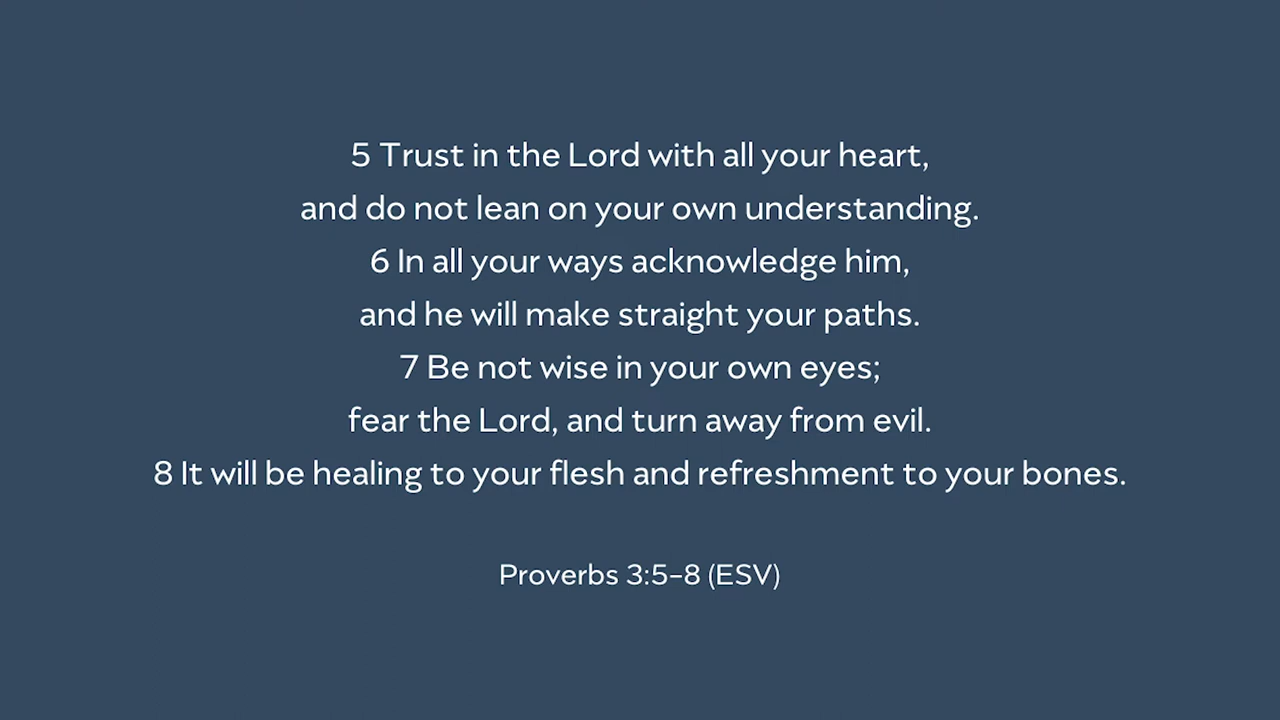 5 Trust in the Lord with all your heart,
and do not lean on your own understanding.
6 In all your ways acknowledge him,
and he will make straight your paths.
7 Be not wise in your own eyes;
fear the Lord, and turn away from evil.
8 It will be healing to your flesh and refreshment to your bones.
Proverbs 3:5–8 (ESV)